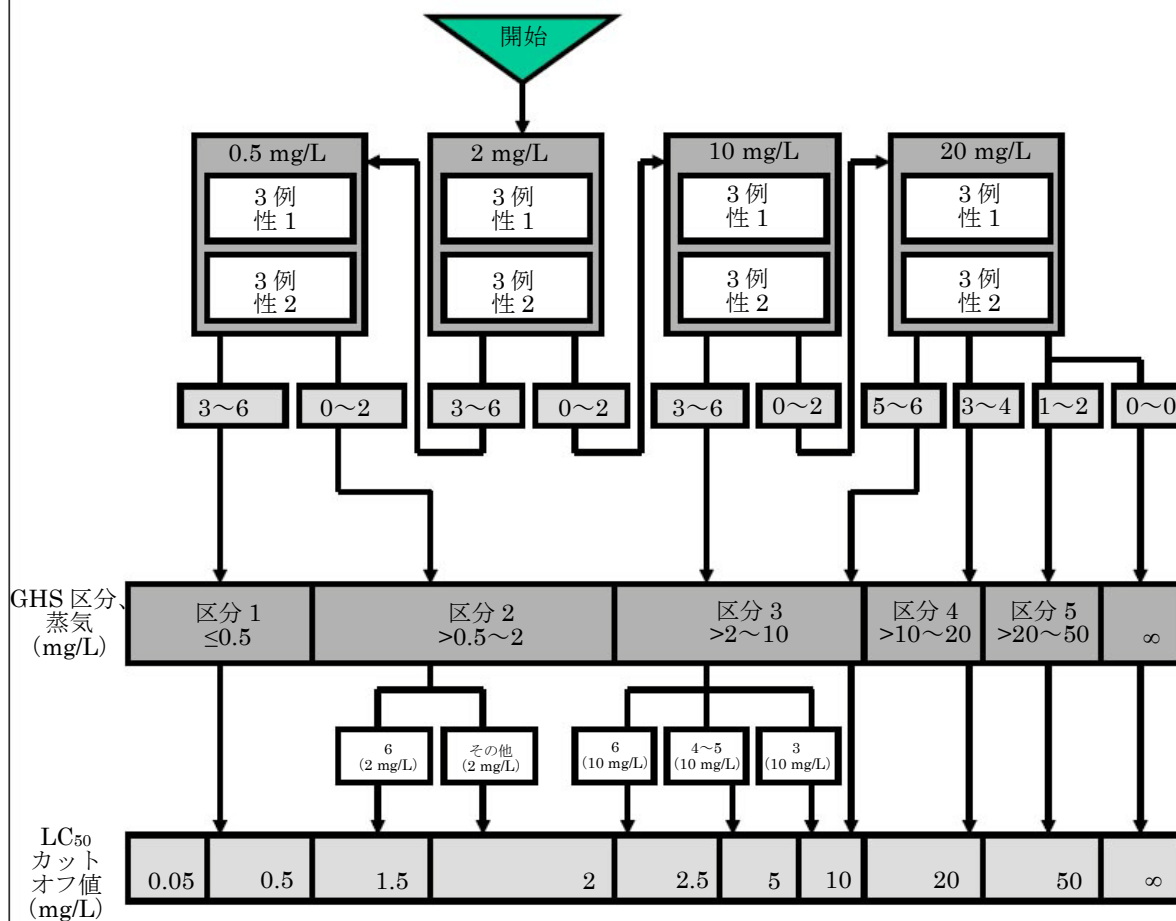 開始
0.5 mg/L
3 例
性 1
3 例
性 2
2 mg/L
3 例
性 1
3 例
性 2
10 mg/L
3 例
性 1
3 例
性 2
20 mg/L
3 例
性 1
3 例
性 2
3～6
0～2
3～6
0～2
3～6
0～2
5～6
3～4
1～2
0～0
GHS 区分、
蒸気
(mg/L)
区分 1
≤0.5
区分 2
>0.5～2
区分 3
>2～10
区分 4
>10～20
区分 5
>20～50
∞
6
(2 mg/L)
その他
(2 mg/L)
6
(10 mg/L)
4～5
(10 mg/L)
3
(10 mg/L)
LC50
カット
オフ値
(mg/L)
0.05
0.5
1.5
2
2.5
5
10
20
50
∞